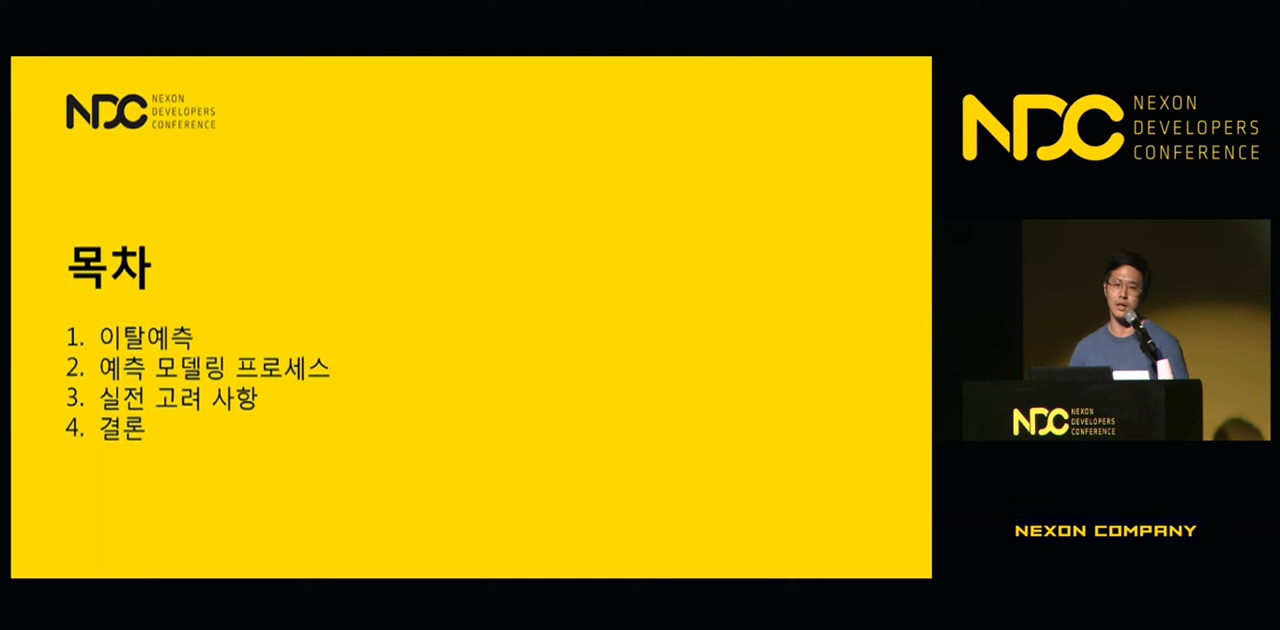 NDC NEXON
DEVELOPERS
CONFERENCE
목차
1. 이탈예측
2. 예측 모델링 프로세스
3. 실전 고려 사항
4. 결론
NDC NEXON
DEVELOPERS
CONFERENCE
NDC NEXON
DEVELOPERS
CONFERENCE
NEXON COMPANY